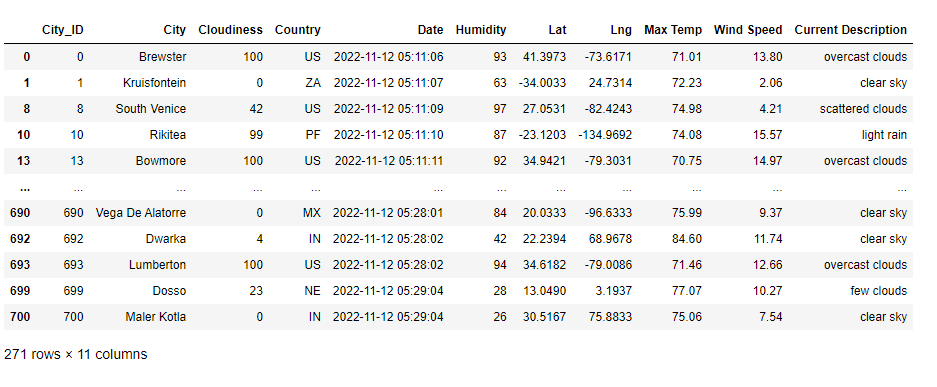 City_ID City Cloudiness Country Date Humidity Lat Lng Max Temp Wind Speed Current Description
0 0 Brewster 100 US 2022-11-12 05:11:06 93 41.3973 -73.6171 71.01 13.80 overcast clouds
1 1 Kruisfontein 0 ZA 2022-11-12 05:11:07 63 -34.0033 24.7314 72.23 2.06 clear sky
8 8 South Venice 42 US 2022-11-12 05:11:09 97 27.0531 -82.4243 74.98 4.21 scattered clouds
10 10 Rikitea 99 PF 2022-11-12 05:11:10 87 -23.1203 -134.9692 74.08 15.57 light rain
13 13 Bowmore 100 US 2022-11-12 05:11:11 92 34.9421 -79.3031 70.75 14.97 overcast clouds
... ... ... ... ... ... ... ... ... ... ... ...
690 690 Vega De Alatorre 0 MX 2022-11-12 05:28:01 84 20.0333 -96.6333 75.99 9.37 clear sky
692 692 Dwarka 4 IN 2022-11-12 05:28:02 42 22.2394 68.9678 84.60 11.74 clear sky
693 693 Lumberton 100 US 2022-11-12 05:28:02 94 34.6182 -79.0086 71.46 12.66 overcast clouds
699 699 Dosso 23 NE 2022-11-12 05:29:04 28 13.0490 3.1937 77.07 10.27 few clouds
700 700 Maler Kotla 0 IN 2022-11-12 05:29:04 26 30.5167 75.8833 75.06 7.54 clear sky
271 rows × 11 columns